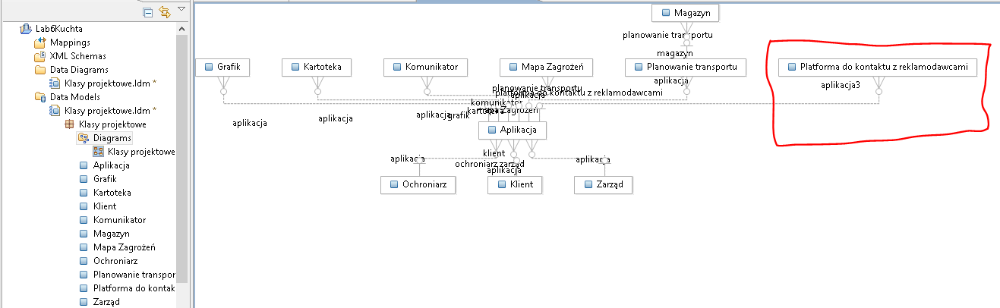 Lab6Kuchta
Mappings
XML Schemas
Data Diagrams
Klasy projektowe.ldm *
Data Models
Klasy projektowe.ldm *
Klasy projektowe
Diagrams
Klasy projektowe
Aplikacja
Grafik
Kartoteka
Klient
Komunikator
Magazyn
Mapa Zagrożeń
Ochroniarz
Planowanie transpor
Platforma do kontak
Zarząd
Magazyn
planowanie transportu
magazyn
Grafik
Kartoteka
Komunikator
Mapa Zagrożeń
Planowanie transportu
Platforma do kontaktu z reklamodawcami
aplikacja
aplikacja3
planowanie transportu
platforma do kontaktu z reklamodawcami
aplikacja
komunikator
kartoteka
mapa Zagrożeń
grafik
aplikacja
aplikacja
aplikacja
Aplikacja
klient
aplikacja
aplikacja
ochroniarz zarząd
aplikacja
Ochroniarz
Klient
Zarząd